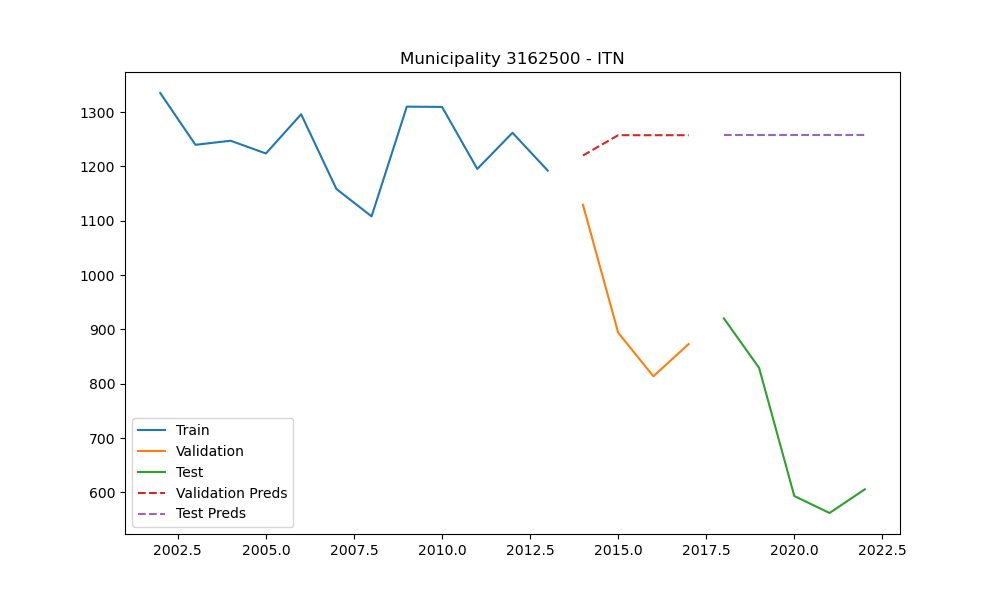 Municipality 3162500 - ITN
1300
1200
1100
1000
900
800
700
600
Train
Validation
Test
Validation Preds
Test Preds
2002.5 2005.0 2007.5 2010.0 2012.5 2015.0 2017.5 2020.0 2022.5